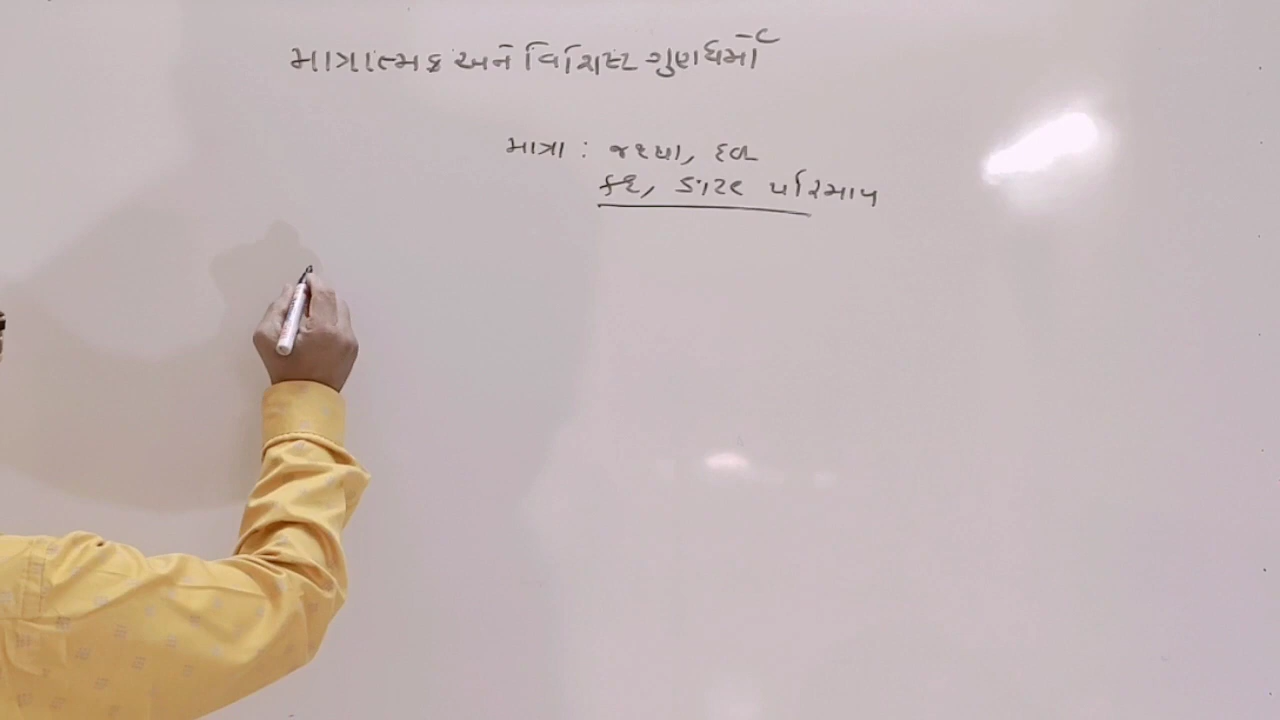 માત્રાત્મક અને વિશિષ્ટ ગુણધર્મો
માત્રા : જથ્થા, દળ
કદ, પરિમાપ